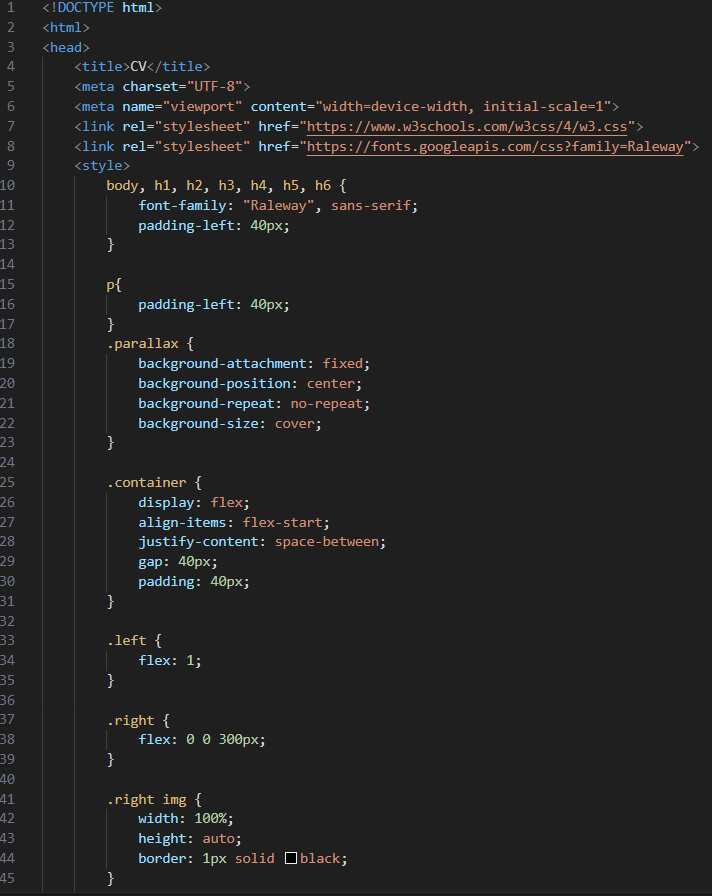 1 <!DOCTYPE html>
2 <html>
3 <head>
4     <title>CV</title>
5     <meta charset="UTF-8">
6     <meta name="viewport" content="width=device-width, initial-scale=1">
7     <link rel="stylesheet" href="https://www.w3schools.com/w3css/4/w3.css">
8     <link rel="stylesheet" href="https://fonts.googleapis.com/css?family=Raleway">
9     <style>
10         body, h1, h2, h3, h4, h5, h6 {
11             font-family: "Raleway", sans-serif;
12             padding-left: 40px;
13         }
14
15         p{
16             padding-left: 40px;
17         }
18         .parallax {
19             background-attachment: fixed;
20             background-position: center;
21             background-repeat: no-repeat;
22             background-size: cover;
23         }
24
25         .container {
26             display: flex;
27             align-items: flex-start;
28             justify-content: space-between;
29             gap: 40px;
30             padding: 40px;
31         }
32
33         .left {
34             flex: 1;
35         }
36
37         .right {
38             flex: 0 0 300px;
39         }
40
41         .right img {
42             width: 100%;
43             height: auto;
44             border: 1px solid black;
45         }